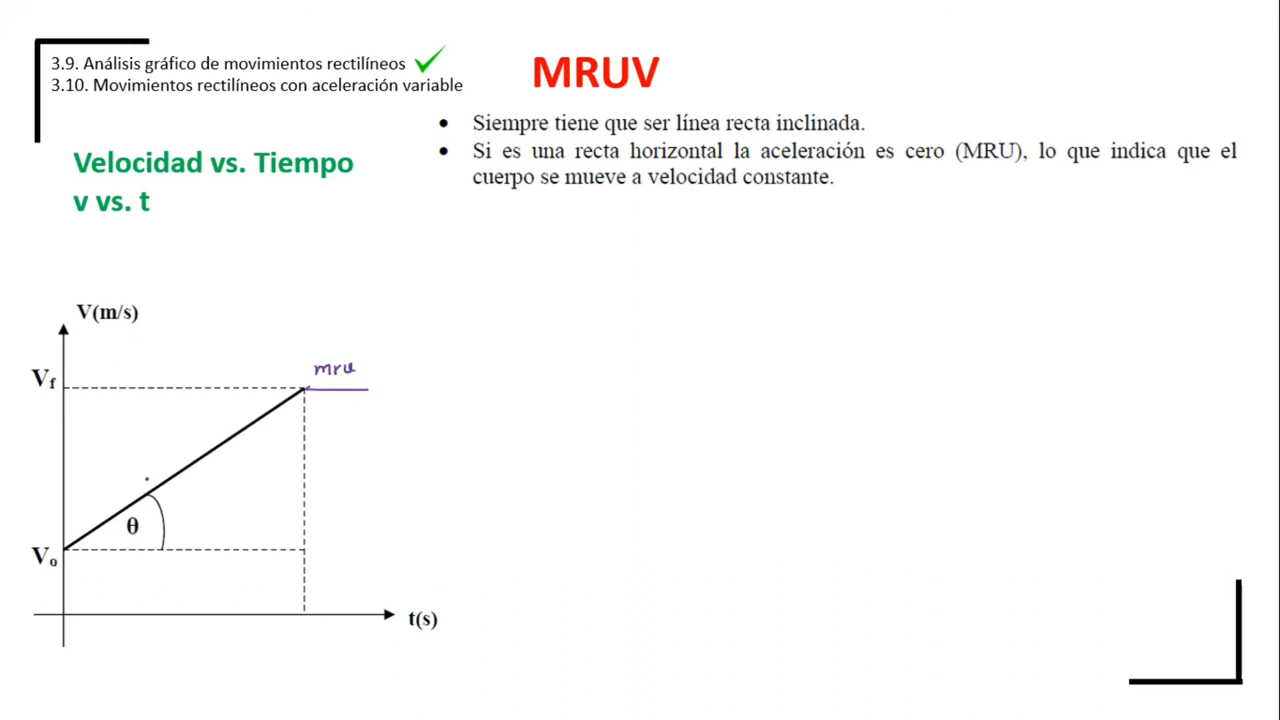 3.9. Análisis gráfico de movimientos rectilíneos
3.10. Movimientos rectilíneos con aceleración variable
MRUV
• Siempre tiene que ser línea recta inclinada.
• Si es una recta horizontal la aceleración es cero (MRU), lo que indica que el
cuerpo se mueve a velocidad constante.
Velocidad vs. Tiempo
v vs. t
V(m/s)
Vf
mru
θ
Vo
t(s)